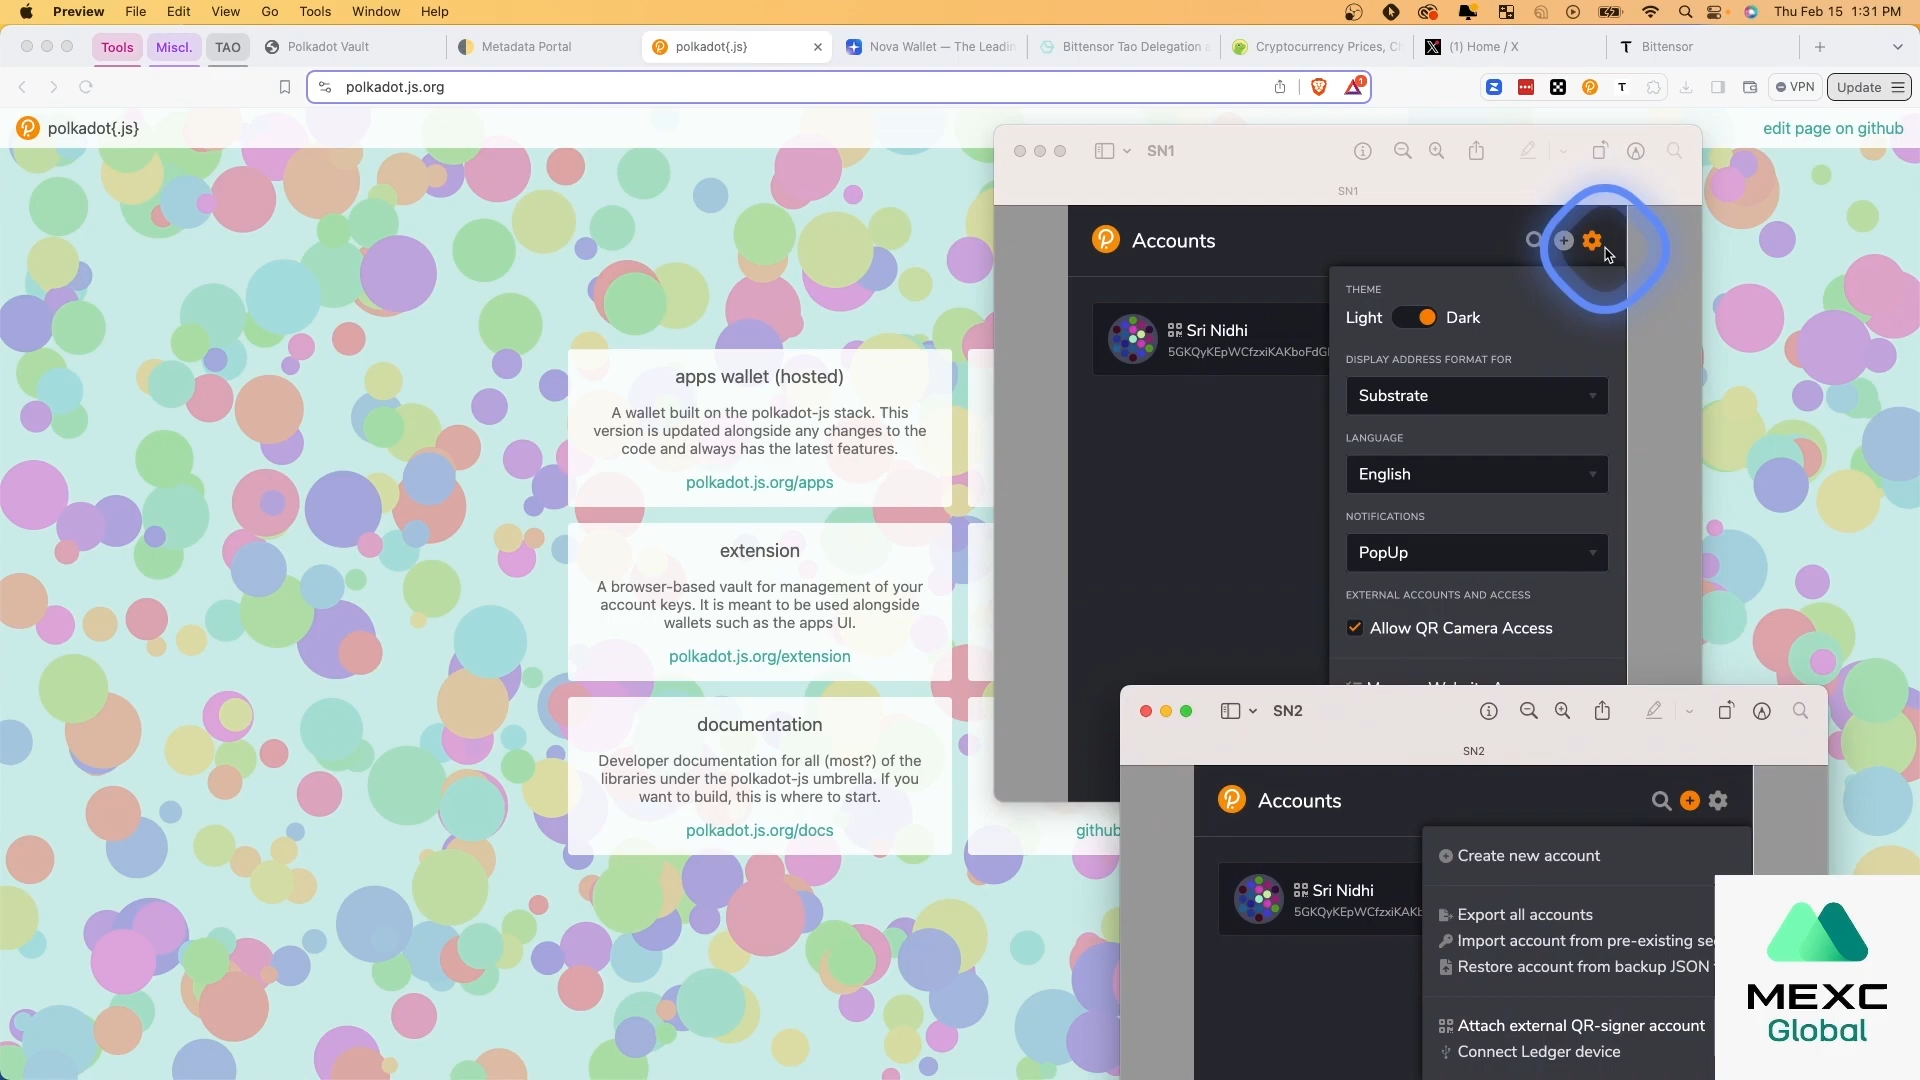 Preview File Edit View Go Tools Window Help
Thu Feb 15 1:31 PM
Tools Miscl. TAO Polkadot Vault Metadata Portal polkadot{.js} Nova Wallet — The Leadin Bittensor Tao Delegation Cryptocurrency Prices, (1) Home / X Bittensor
polkadot.js.org
1
VPN Update
polkadot{.js}
edit page on github
SN1
SN1
Accounts
THEME
Light Dark
Sri Nidhi
5GKQyKEpWCfzxiKAKboFdG
DISPLAY ADDRESS FORMAT FOR
Substrate
LANGUAGE
English
NOTIFICATIONS
PopUp
EXTERNAL ACCOUNTS AND ACCESS
Allow QR Camera Access
apps wallet (hosted)
A wallet built on the polkadot-js stack. This
version is updated alongside any changes to the
code and always has the latest features.
polkadot.js.org/apps
extension
A browser-based vault for management of your
account keys. It is meant to be used alongside
wallets such as the apps UI.
polkadot.js.org/extension
documentation
Developer documentation for all (most?) of the
libraries under the polkadot-js umbrella. If you
want to build, this is where to start.
polkadot.js.org/docs
github
SN2
SN2
Accounts
Sri Nidhi
5GKQyKEpWCfzxiKAK
Create new account
Export all accounts
Import account from pre-existing se
Restore account from backup JSON
Attach external QR-signer account
Connect Ledger device
MEXC
Global